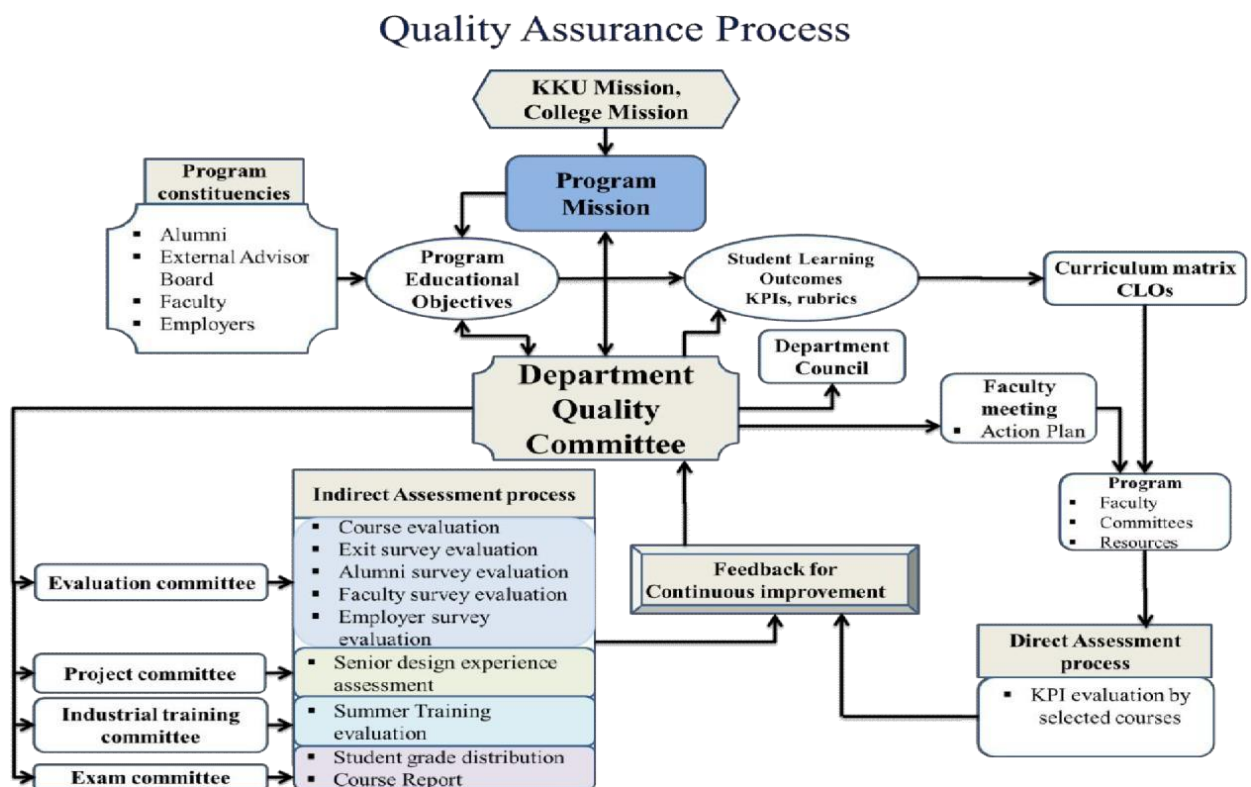 Quality Assurance Process
KKU Mission,
College Mission
Program
constituencies
▪ Alumni
▪ External Advisor
Board
▪ Faculty
▪ Employers
Program
Mission
Program
Educational
Objectives
Student Learning
Outcomes
KPIs, rubrics
Curriculum matrix
CLOs
Department
Quality
Committee
Department
Council
Faculty
meeting
▪ Action Plan
Program
▪ Faculty
▪ Committees
▪ Resources
Indirect Assessment process
▪ Course evaluation
▪ Exit survey evaluation
▪ Alumni survey evaluation
▪ Faculty survey evaluation
▪ Employer survey
evaluation
▪ Senior design experience
assessment
▪ Summer Training
evaluation
▪ Student grade distribution
▪ Course Report
Evaluation committee
Project committee
Industrial training
committee
Exam committee
Feedback for
Continuous improvement
Direct Assessment
process
▪ KPI evaluation by
selected courses